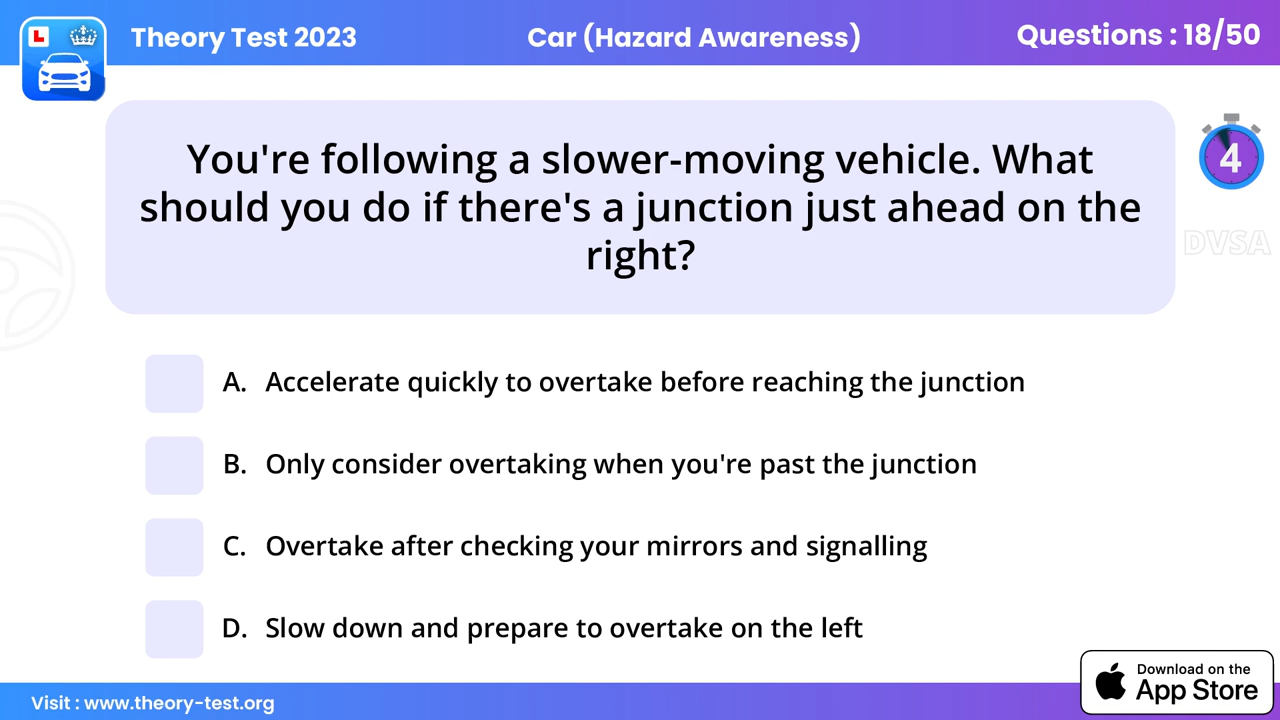 L
Theory Test 2023
Car (Hazard Awareness)
Questions : 18/50
You're following a slower-moving vehicle. What
should you do if there's a junction just ahead on the
right?
4
DVSA
A. Accelerate quickly to overtake before reaching the junction
B. Only consider overtaking when you're past the junction
C. Overtake after checking your mirrors and signalling
D. Slow down and prepare to overtake on the left
Visit : www.theory-test.org
Download on the
App Store